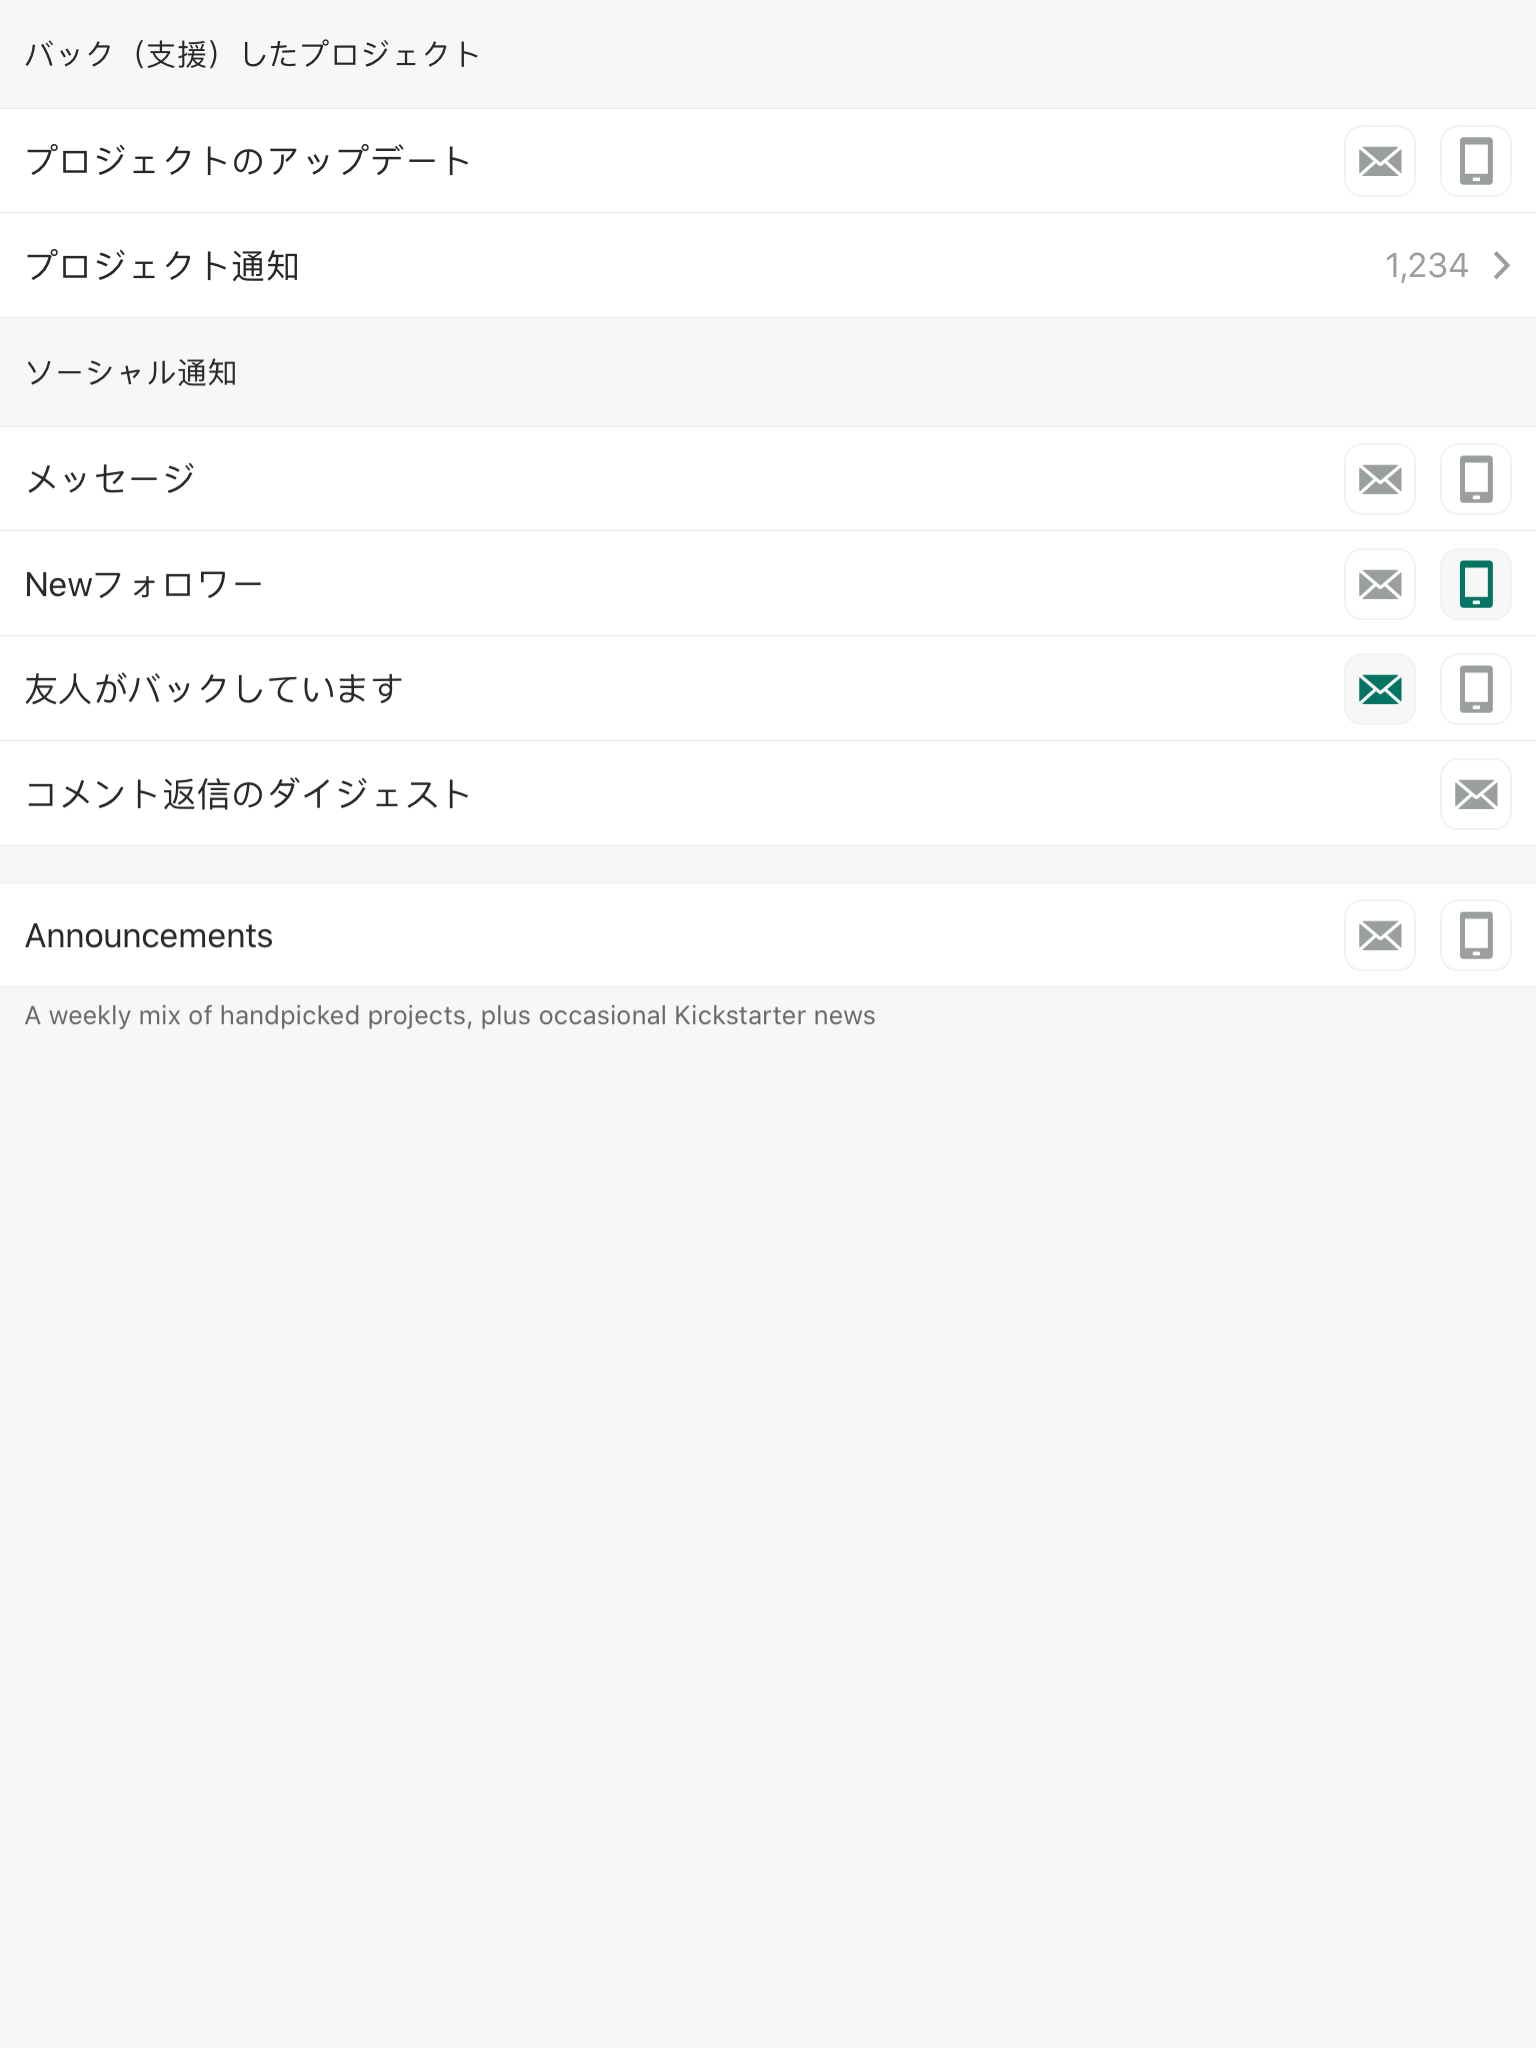 バック（支援）したプロジェクト
プロジェクトのアップデート
プロジェクト通知
1,234
ソーシャル通知
メッセージ
Newフォロワー
友人がバックしています
コメント返信のダイジェスト
Announcements
A weekly mix of handpicked projects, plus occasional Kickstarter news